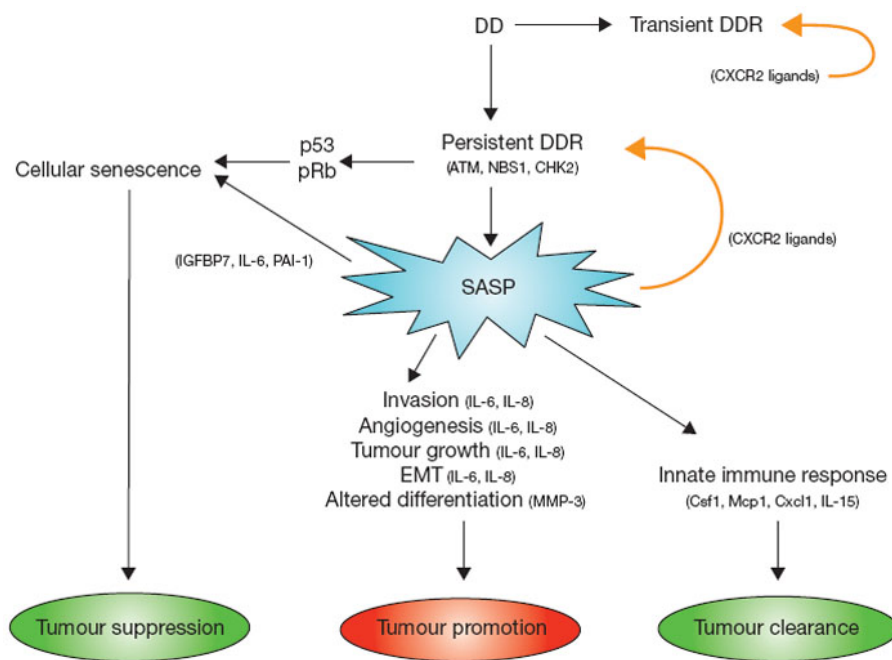 DD
Transient DDR
(CXCR2 ligands)
Persistent DDR
(ATM, NBS1, CHK2)
p53
pRb
Cellular senescence
(CXCR2 ligands)
(IGFBP7, IL-6, PAI-1)
SASP
Invasion (IL-6, IL-8)
Angiogenesis (IL-6, IL-8)
Tumour growth (IL-6, IL-8)
EMT (IL-6, IL-8)
Altered differentiation (MMP-3)
Innate immune response
(Csf1, Mcp1, Cxcl1, IL-15)
Tumour suppression
Tumour promotion
Tumour clearance